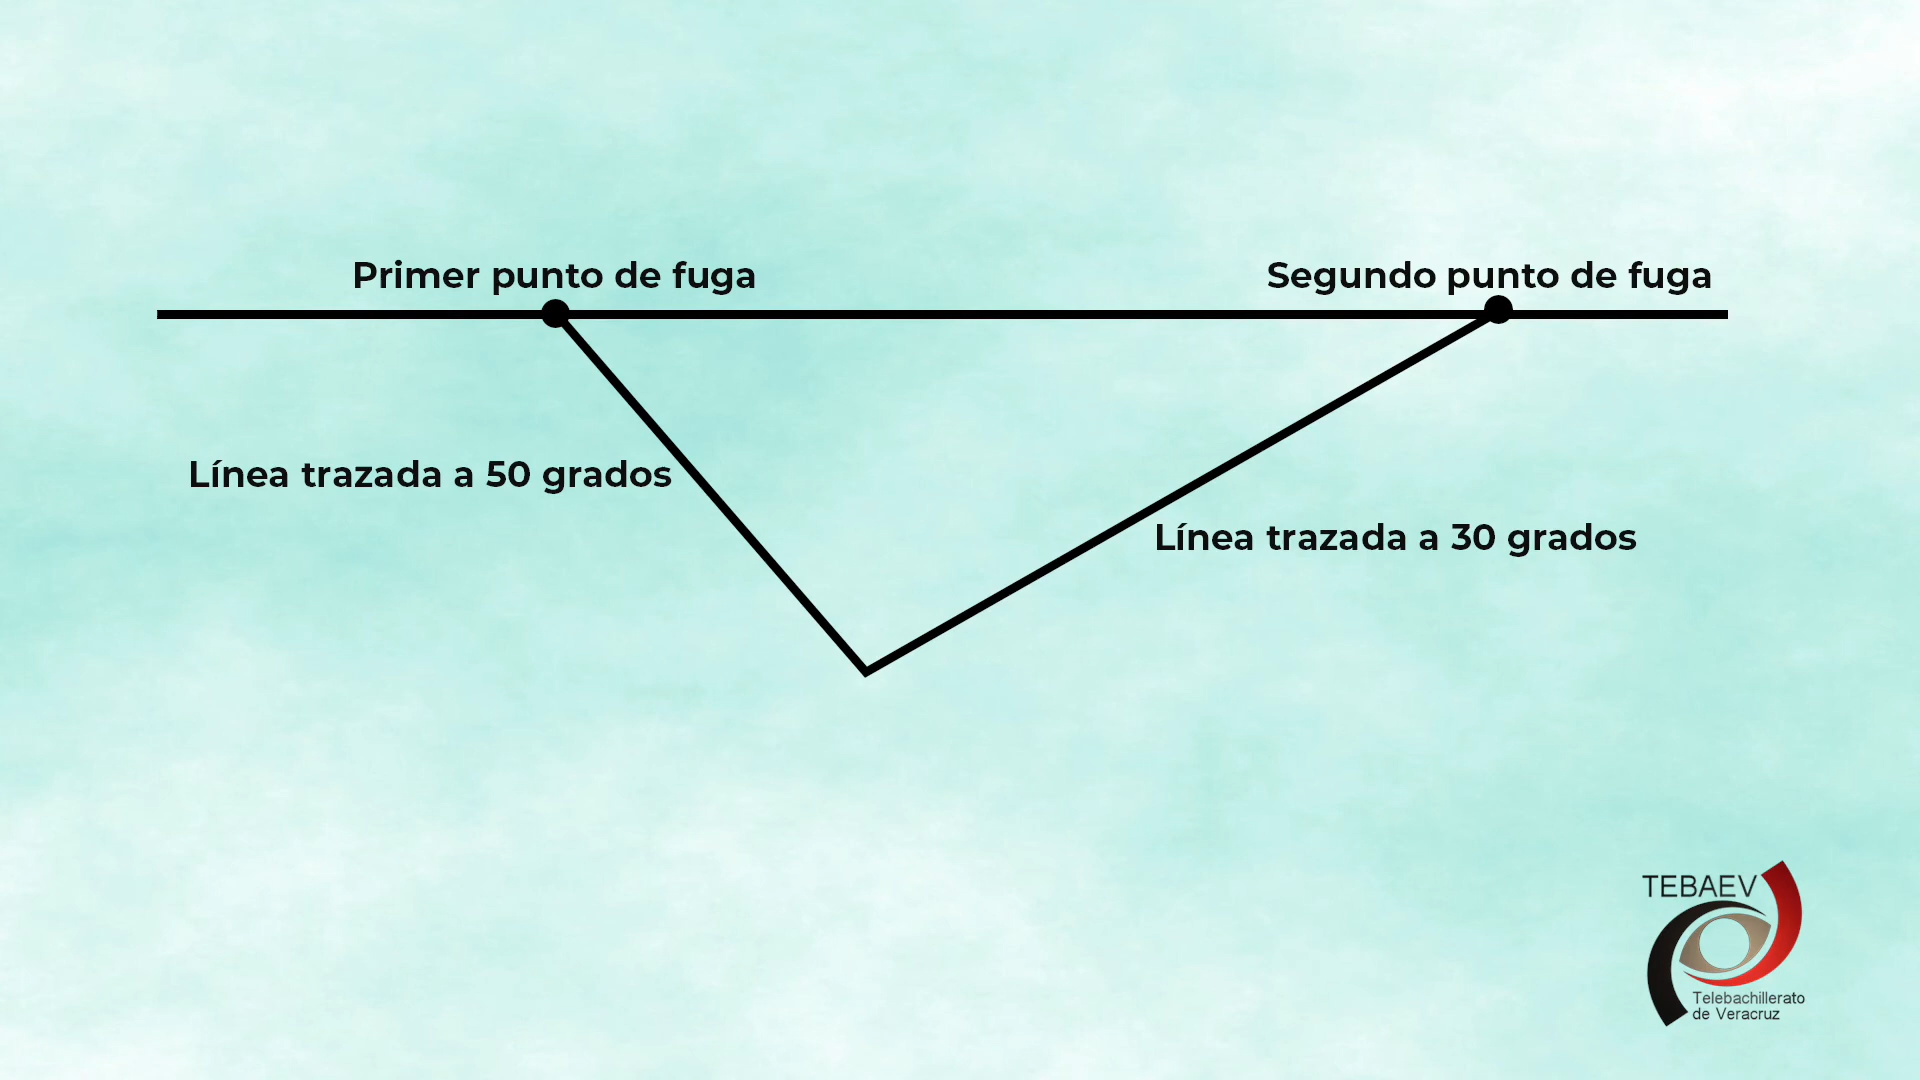 Primer punto de fuga
Segundo punto de fuga
Línea trazada a 50 grados
Línea trazada a 30 grados
TEBAEV
Telebachillerato
de Veracruz